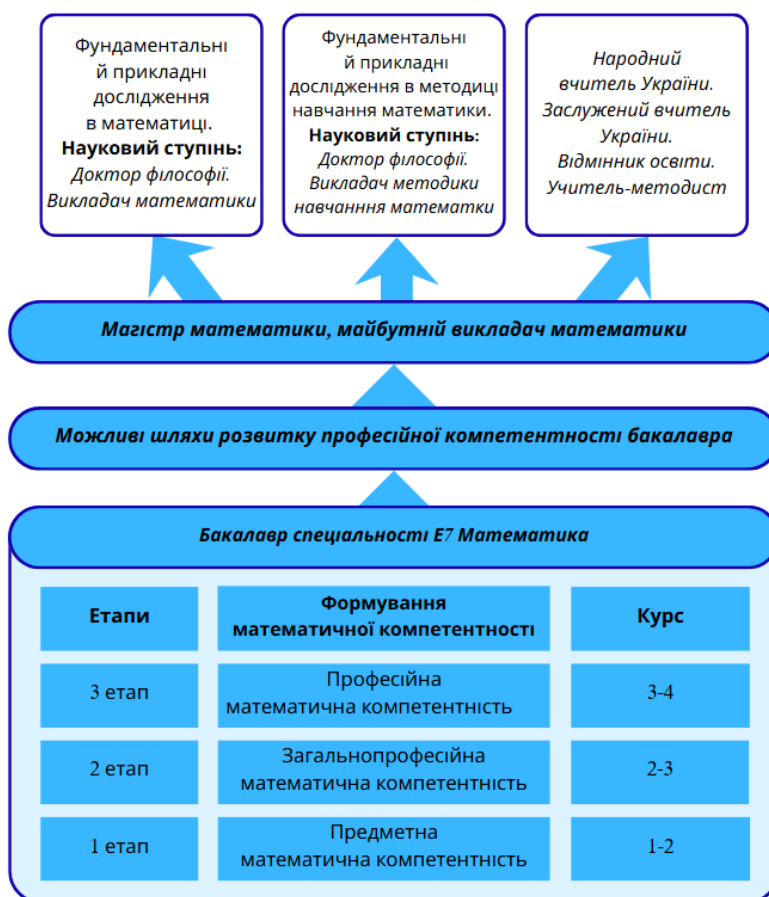 Фундаментальні
й прикладні
дослідження
в математиці.
Науковий ступінь:
Доктор філософії.
Викладач математики
Фундаментальні
й прикладні
дослідження в методиці
навчання математики.
Науковий ступінь:
Доктор філософії.
Викладач методики
навчанння математки
Народний
вчитель України.
Заслужений вчитель
України.
Відмінник освіти.
Учитель-методист
Магістр математики, майбутній викладач математики
Можливі шляхи розвитку професійної компетентності бакалавра
Бакалавр спеціальності Е7 Математика
Етапи
Формування
математичної компетентності
Курс
3 етап
Професійна
математична компетентність
3-4
2 етап
Загальнопрофесійна
математична компетентність
2-3
1 етап
Предметна
математична компетентність
1-2